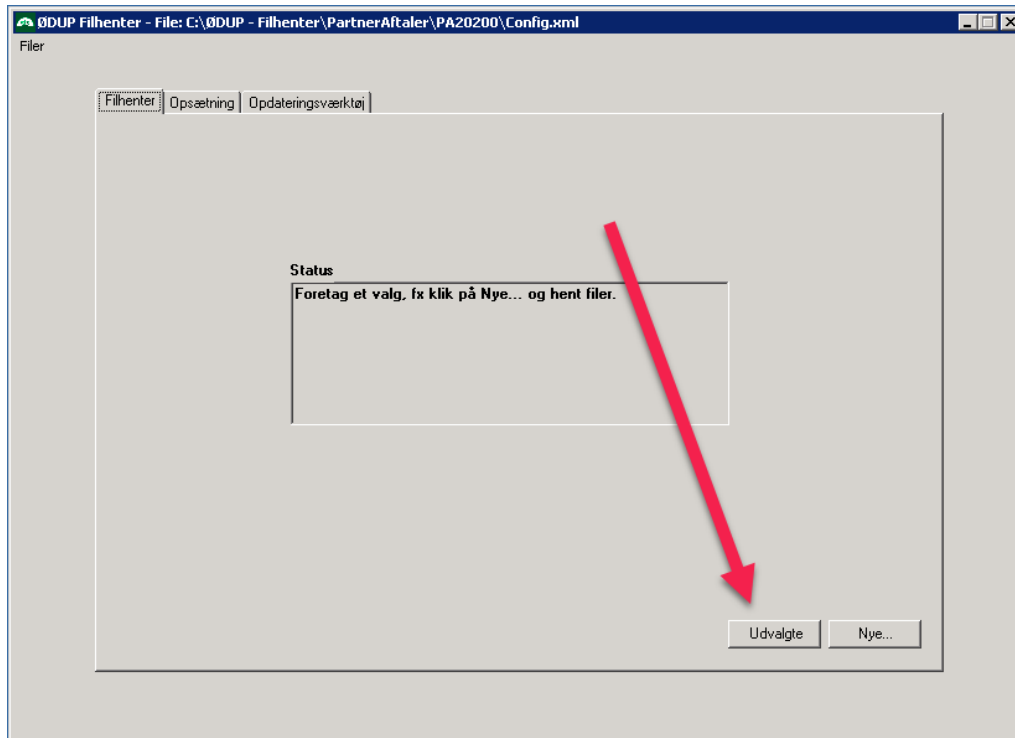 ØDUP Filhenter - File: C:\ØDUP - Filhenter\PartnerAftaler\PA20200\Config.xml
Filer
Filhenter Opsætning Opdateringsværktøj
Status
Foretag et valg, fx klik på Nye... og hent filer.
Udvalgte Nye...